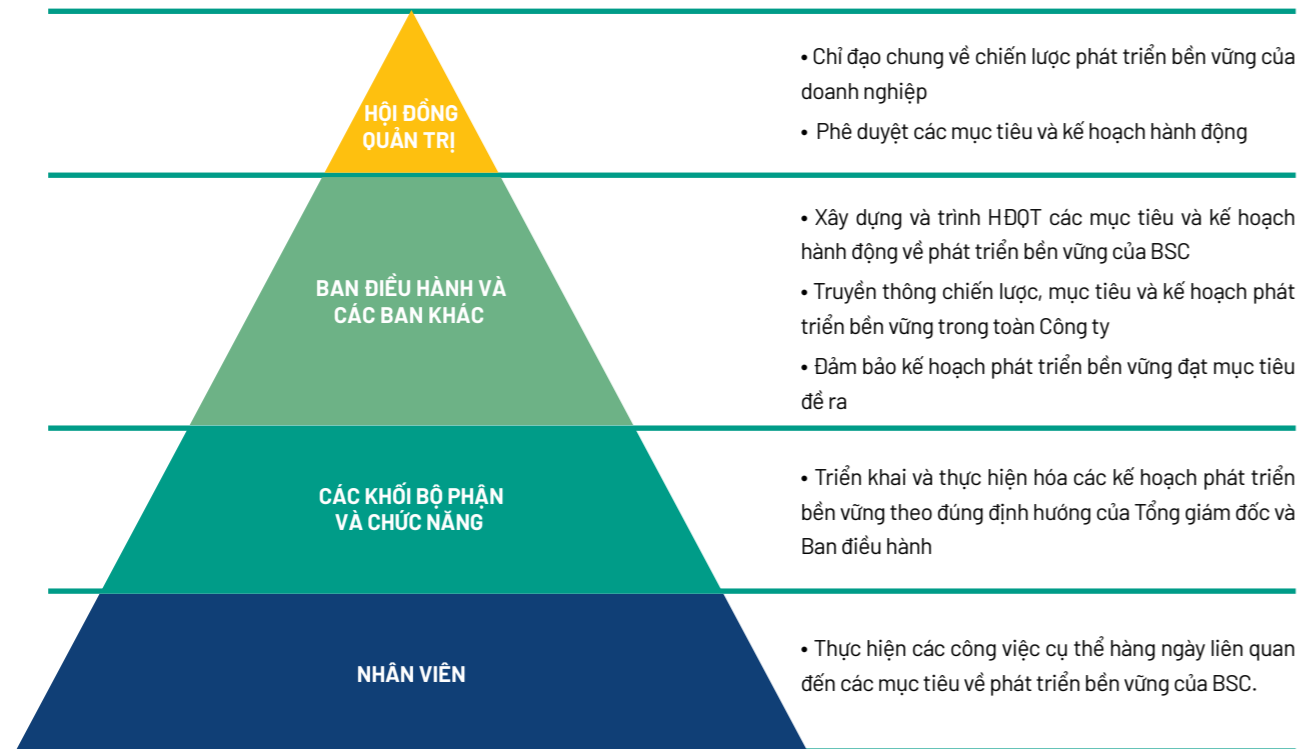 HỘI ĐỒNG
QUẢN TRỊ
• Chỉ đạo chung về chiến lược phát triển bền vững của
doanh nghiệp
• Phê duyệt các mục tiêu và kế hoạch hành động
BAN ĐIỀU HÀNH VÀ
CÁC BAN KHÁC
• Xây dựng và trình HĐQT các mục tiêu và kế hoạch
hành động về phát triển bền vững của BSC
• Truyền thông chiến lược, mục tiêu và kế hoạch phát
triển bền vững trong toàn Công ty
• Đảm bảo kế hoạch phát triển bền vững đạt mục tiêu
đề ra
CÁC KHỐI BỘ PHẬN
VÀ CHỨC NĂNG
• Triển khai và thực hiện hóa các kế hoạch phát triển
bền vững theo đúng định hướng của Tổng giám đốc và
Ban điều hành
NHÂN VIÊN
• Thực hiện các công việc cụ thể hàng ngày liên quan
đến các mục tiêu về phát triển bền vững của BSC.